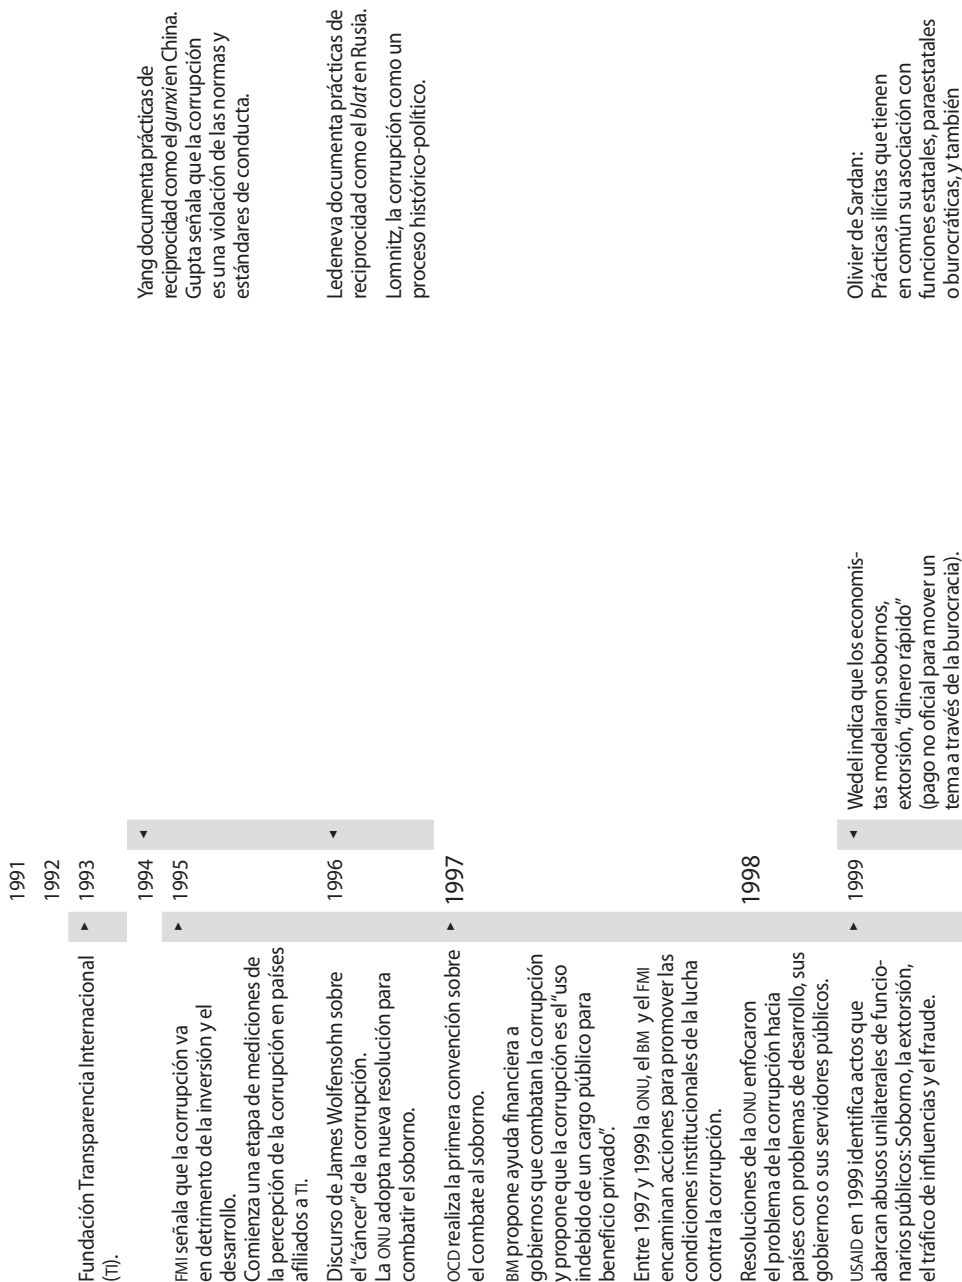 1991
1992
1993
Fundación Transparencia Internacional
(TI).
1994
Yang documenta prácticas de
reciprocidad como el gunxi en China.
Gupta señala que la corrupción
es una violación de las normas y
estándares de conducta.
1995
FMI señala que la corrupción va
en detrimento de la inversión y el
desarrollo.
Comienza una etapa de mediciones de
la percepción de la corrupción en países
afiliados a TI.
1996
Discurso de James Wolfensohn sobre
el “cáncer” de la corrupción.
La ONU adopta nueva resolución para
combatir el soborno.
Ledeneva documenta prácticas de
reciprocidad como el blat en Rusia.
Lomnitz, la corrupción como un
proceso histórico-político.
1997
OCD realiza la primera convención sobre
el combate al soborno.
BM propone ayuda financiera a
gobiernos que combatan la corrupción
y propone que la corrupción es el “uso
indebido de un cargo público para
beneficio privado”.
Entre 1997 y 1999 la ONU, el BM y el FMI
encaminan acciones para promover las
condiciones institucionales de la lucha
contra la corrupción.
1998
Resoluciones de la ONU enfocaron
el problema de la corrupción hacia
países con problemas de desarrollo, sus
gobiernos o sus servidores públicos.
1999
USAID en 1999 identifica actos que
abarcan abusos unilaterales de funcio-
narios públicos: Soborno, la extorsión,
el tráfico de influencias y el fraude.
Wedel indica que los economis-
tas modelaron sobornos,
extorsión, “dinero rápido”
(pago no oficial para mover un
tema a través de la burocracia).
Olivier de Sardan:
Prácticas ilícitas que tienen
en común su asociación con
funciones estatales, paraestatales
o burocráticas, y también